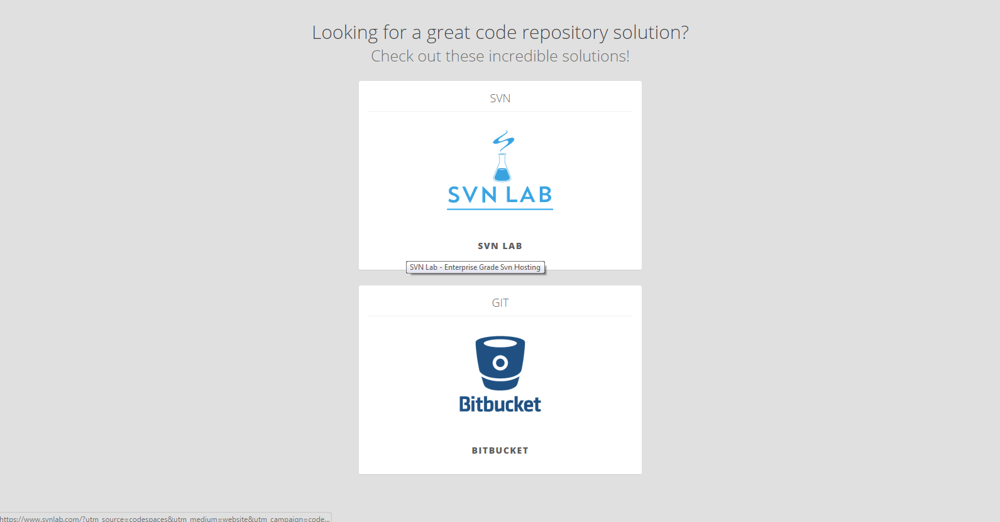 Looking for a great code repository solution?
Check out these incredible solutions!
SVN
SVN LAB
SVN LAB
SVN Lab - Enterprise Grade Svn Hosting
GIT
Bitbucket
BITBUCKET
https://www.svnlab.com/?utm_source=codespaces&utm_medium=website&utm_campaign=code...